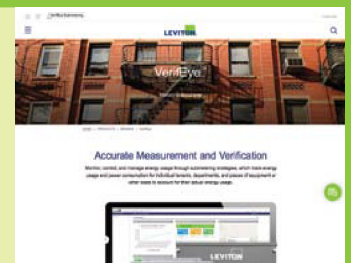 LEVITON
VerifEye
Accurate Measurement and Verification
Monitor, control, and manage energy usage through submetering strategies, which track energy
usage and power consumption for individual tenants, departments, and pieces of equipment or
other loads to account for their actual energy usage.
LEVITON